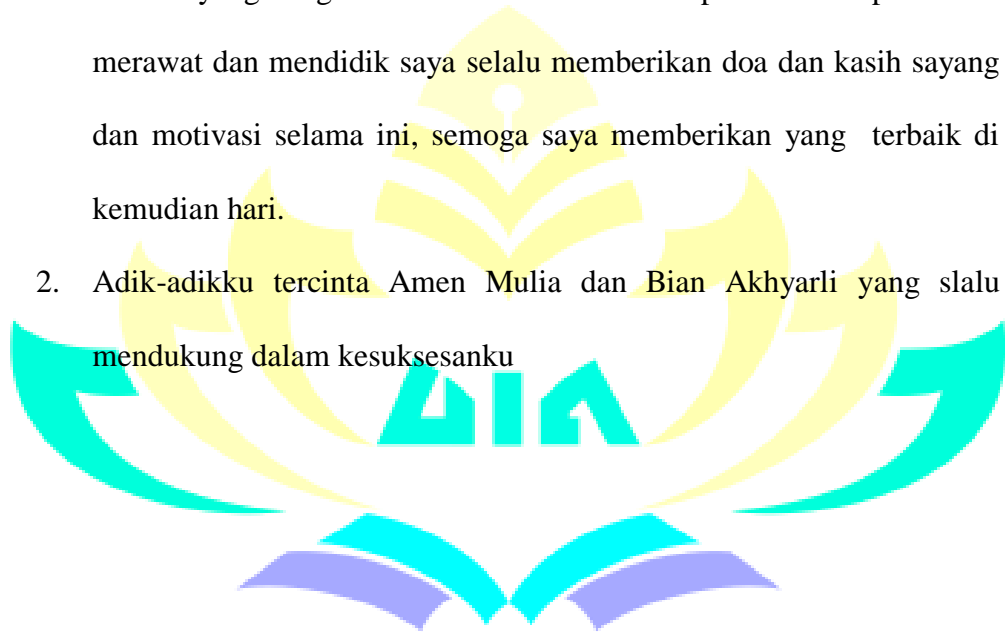 merawat dan mendidik saya selalu memberikan doa dan kasih sayang
dan motivasi selama ini, semoga saya memberikan yang terbaik di
kemudian hari.
2. Adik-adikku tercinta Amen Mulia dan Bian Akhyarli yang slalu
mendukung dalam kesuksesanku